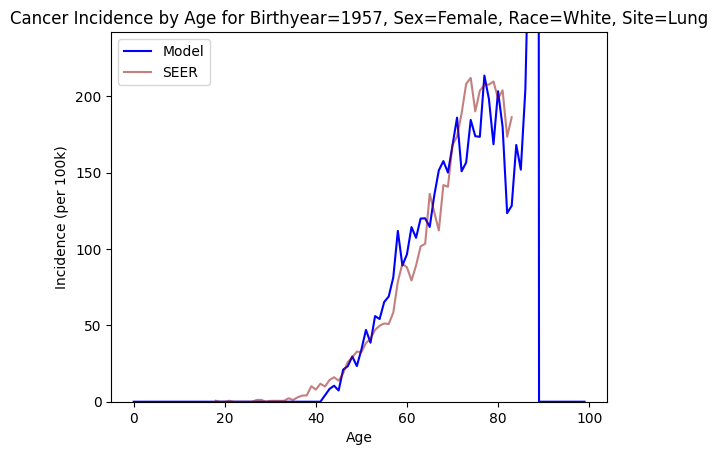 Cancer Incidence by Age for Birthyear=1957, Sex=Female, Race=White, Site=Lung
Model
SEER
Incidence (per 100k)
200
150
100
50
0
0 20 40 60 80 100
Age